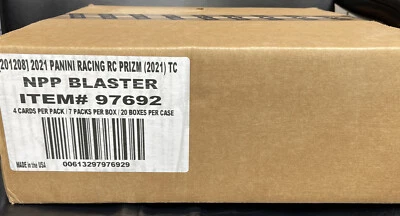 [201208] 2021 PANINI RACING RC PRIZM (2021) TC
NPP BLASTER
ITEM# 97692
4 CARDS PER PACK / 7 PACKS PER BOX / 20 BOXES PER CASE
MADE IN THE USA
00613297976929